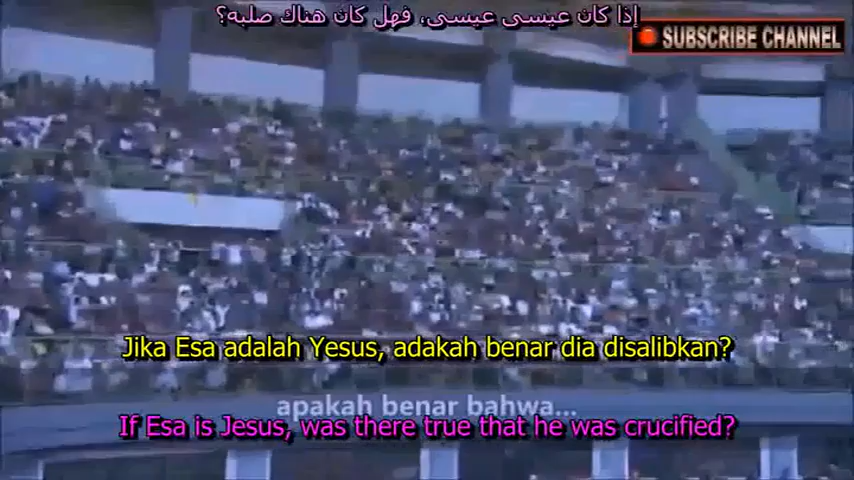 إذا كان عيسى عيسى، فهل كان هناك صلبه؟
SUBSCRIBE CHANNEL
Jika Esa adalah Yesus, adakah benar dia disalibkan?
apakah benar bahwa...
If Esa is Jesus, was there true that he was crucified?